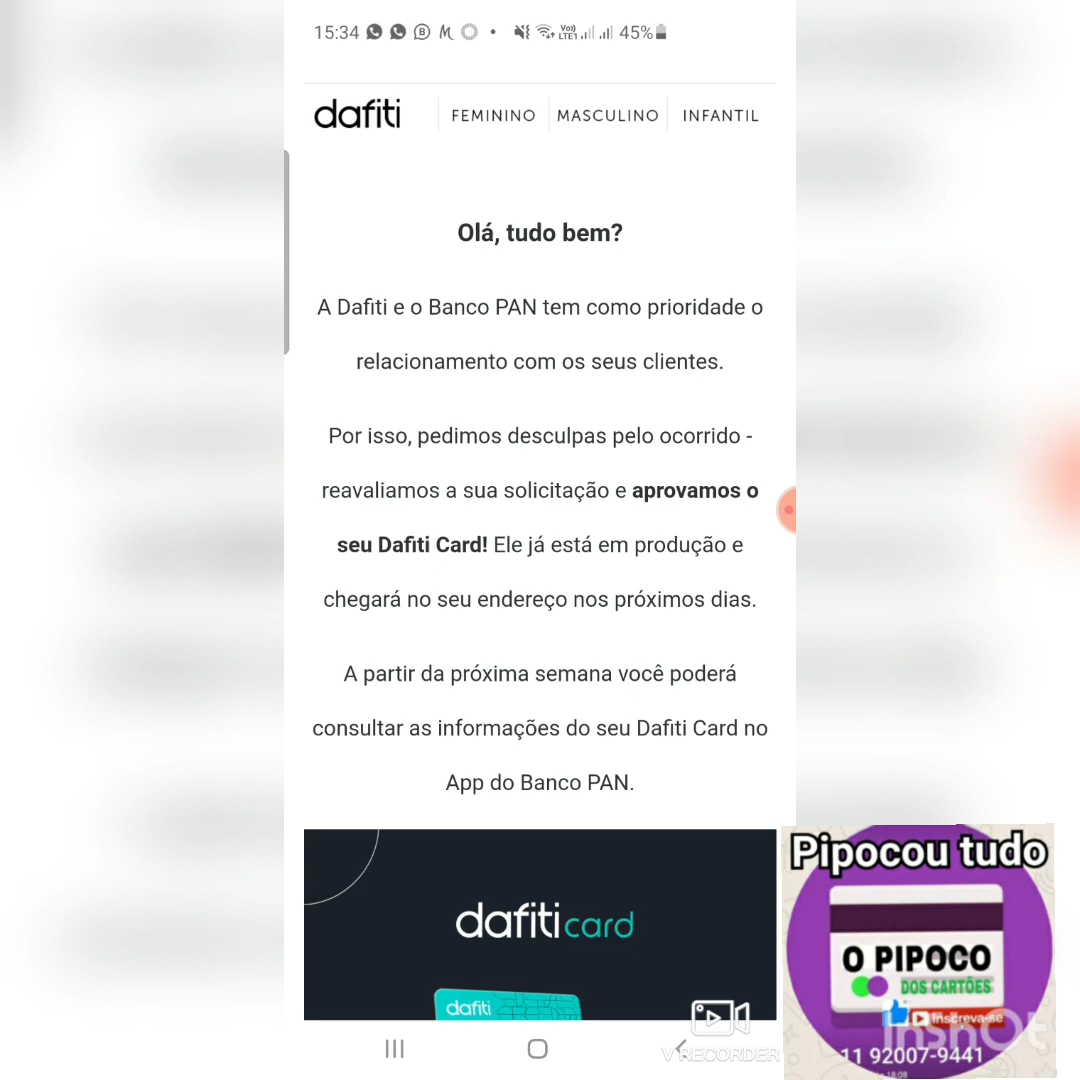 15:34
45%
dafiti
FEMININO
MASCULINO
INFANTIL
Olá, tudo bem?
A Dafiti e o Banco PAN tem como prioridade o
relacionamento com os seus clientes.
Por isso, pedimos desculpas pelo ocorrido -
reavaliamos a sua solicitação e aprovamos o
seu Dafiti Card! Ele já está em produção e
chegará no seu endereço nos próximos dias.
A partir da próxima semana você poderá
consultar as informações do seu Dafiti Card no
App do Banco PAN.
dafiti card
dafiti
V RECORDER
Pipocou tudo
O PIPOCO
DOS CARTÕES
Inscreva-se
InShOt
11 92007-9441
18:08